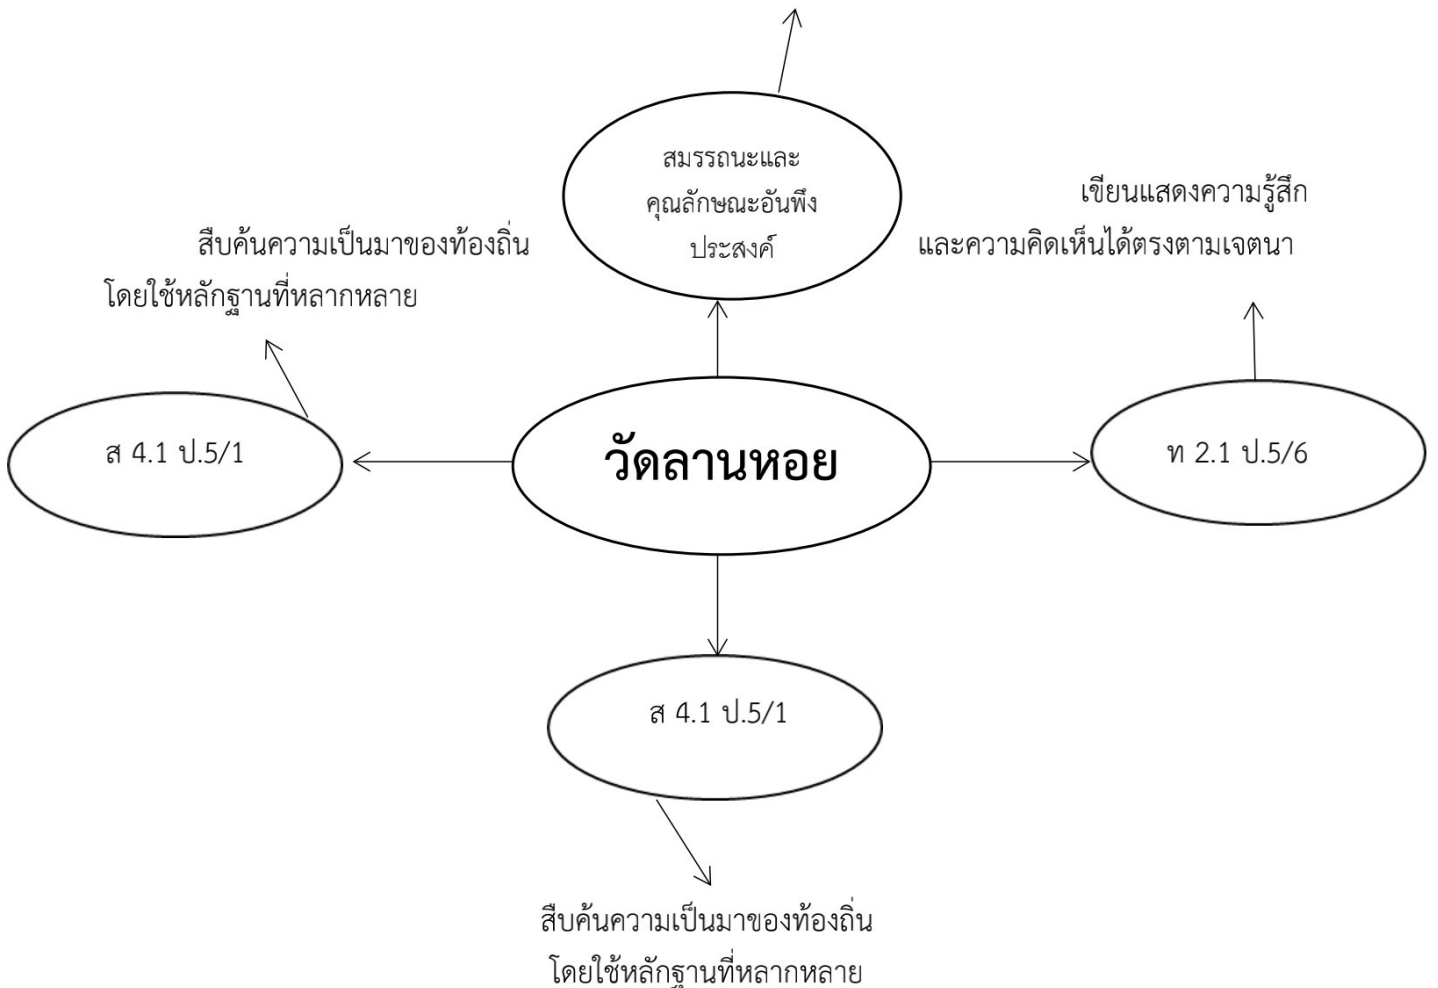 สมรรถนะและ
คุณลักษณะอันพึง
ประสงค์
เขียนแสดงความรู้สึก
และความคิดเห็นได้ตรงตามเจตนา
สืบค้นความเป็นมาของท้องถิ่น
โดยใช้หลักฐานที่หลากหลาย
ส 4.1 ป.5/1
วัดลานหอย
ท 2.1 ป.5/6
ส 4.1 ป.5/1
สืบค้นความเป็นมาของท้องถิ่น
โดยใช้หลักฐานที่หลากหลาย